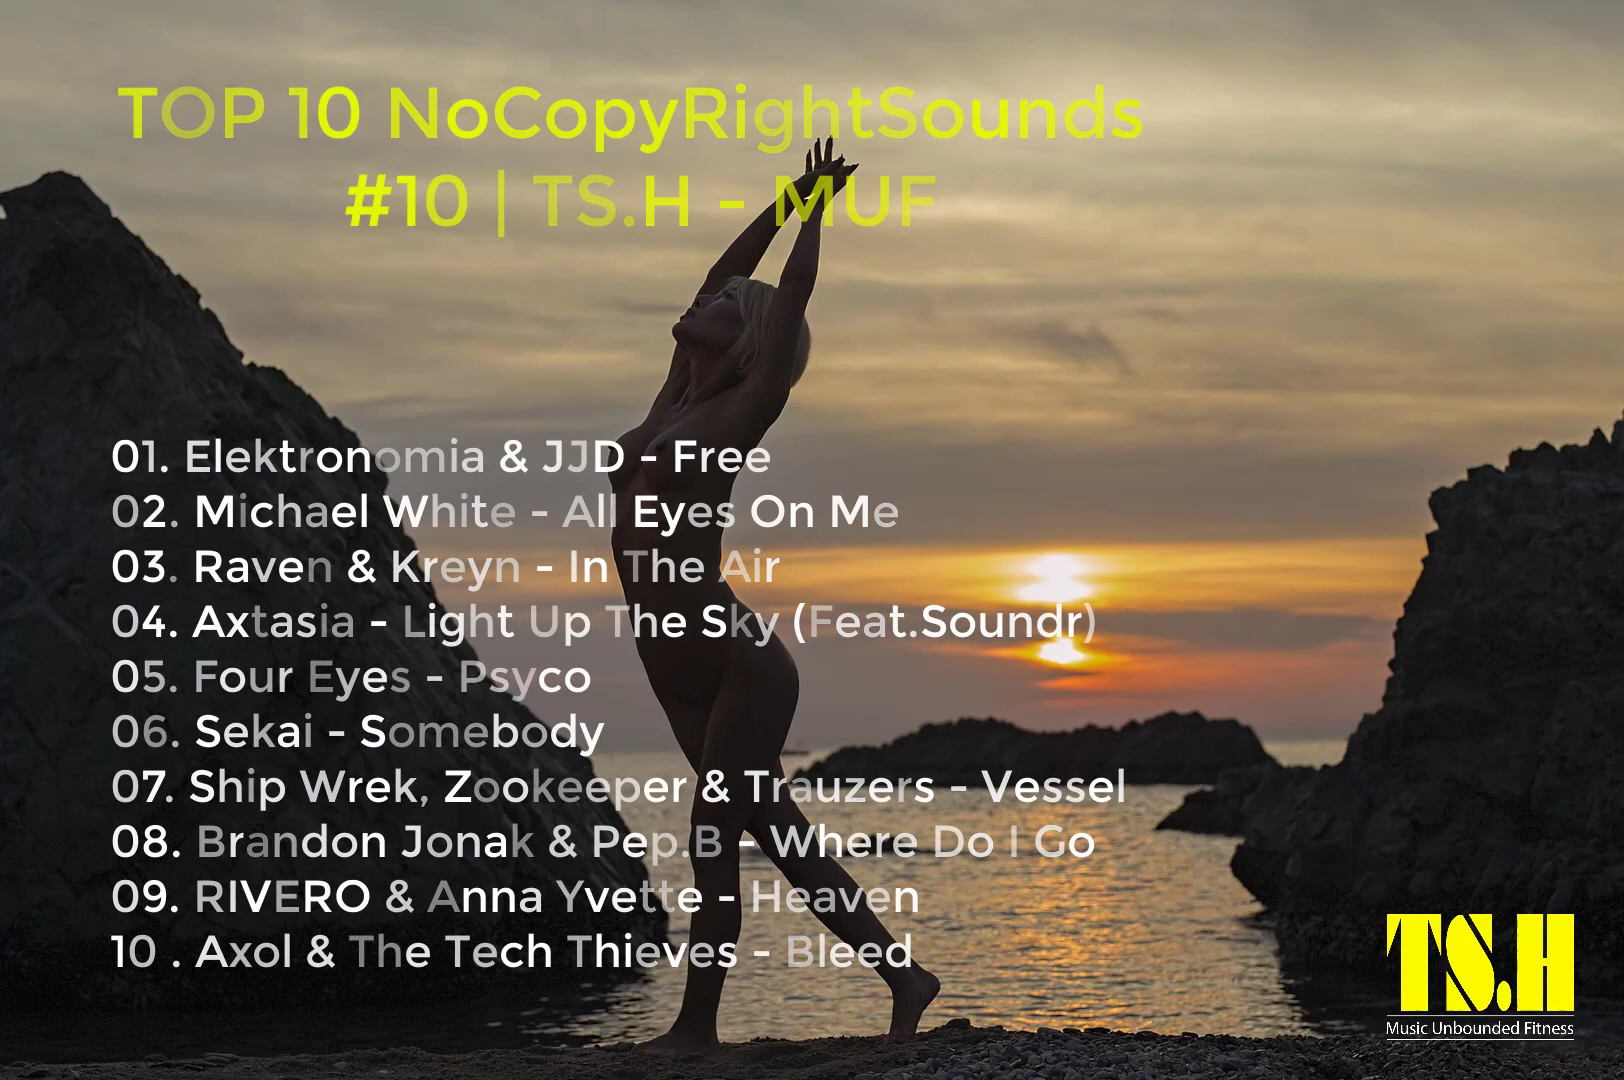 TOP 10 NoCopyRightSounds
#10 | TS.H - MUF
01. Elektronomia & JJD - Free
02. Michael White - All Eyes On Me
03. Raven & Kreyn - In The Air
04. Axtasia - Light Up The Sky (Feat.Soundr)
05. Four Eyes - Psyco
06. Sekai - Somebody
07. Ship Wrek, Zookeeper & Trauzers - Vessel
08. Brandon Jonak & Pep.B - Where Do I Go
09. RIVERO & Anna Yvette - Heaven
10 . Axol & The Tech Thieves - Bleed
TS.H
Music Unbounded Fitness